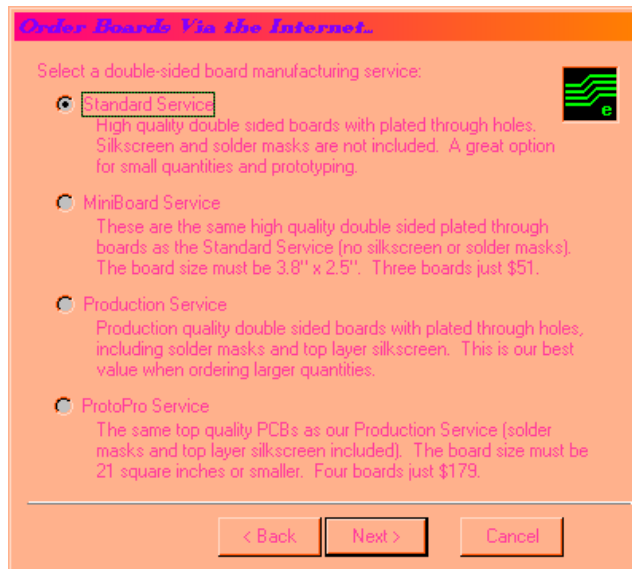 Order Boards Via the Internet...
Select a double-sided board manufacturing service:
Standard Service
High quality double sided boards with plated through holes.
Silkscreen and solder masks are not included. A great option
for small quantities and prototyping.
e
MiniBoard Service
These are the same high quality double sided plated through
boards as the Standard Service (no silkscreen or solder masks).
The board size must be 3.8" x 2.5". Three boards just $51.
Production Service
Production quality double sided boards with plated through holes,
including solder masks and top layer silkscreen. This is our best
value when ordering larger quantities.
ProtoPro Service
The same top quality PCBs as our Production Service (solder
masks and top layer silkscreen included). The board size must be
21 square inches or smaller. Four boards just $179.
< Back Next > Cancel